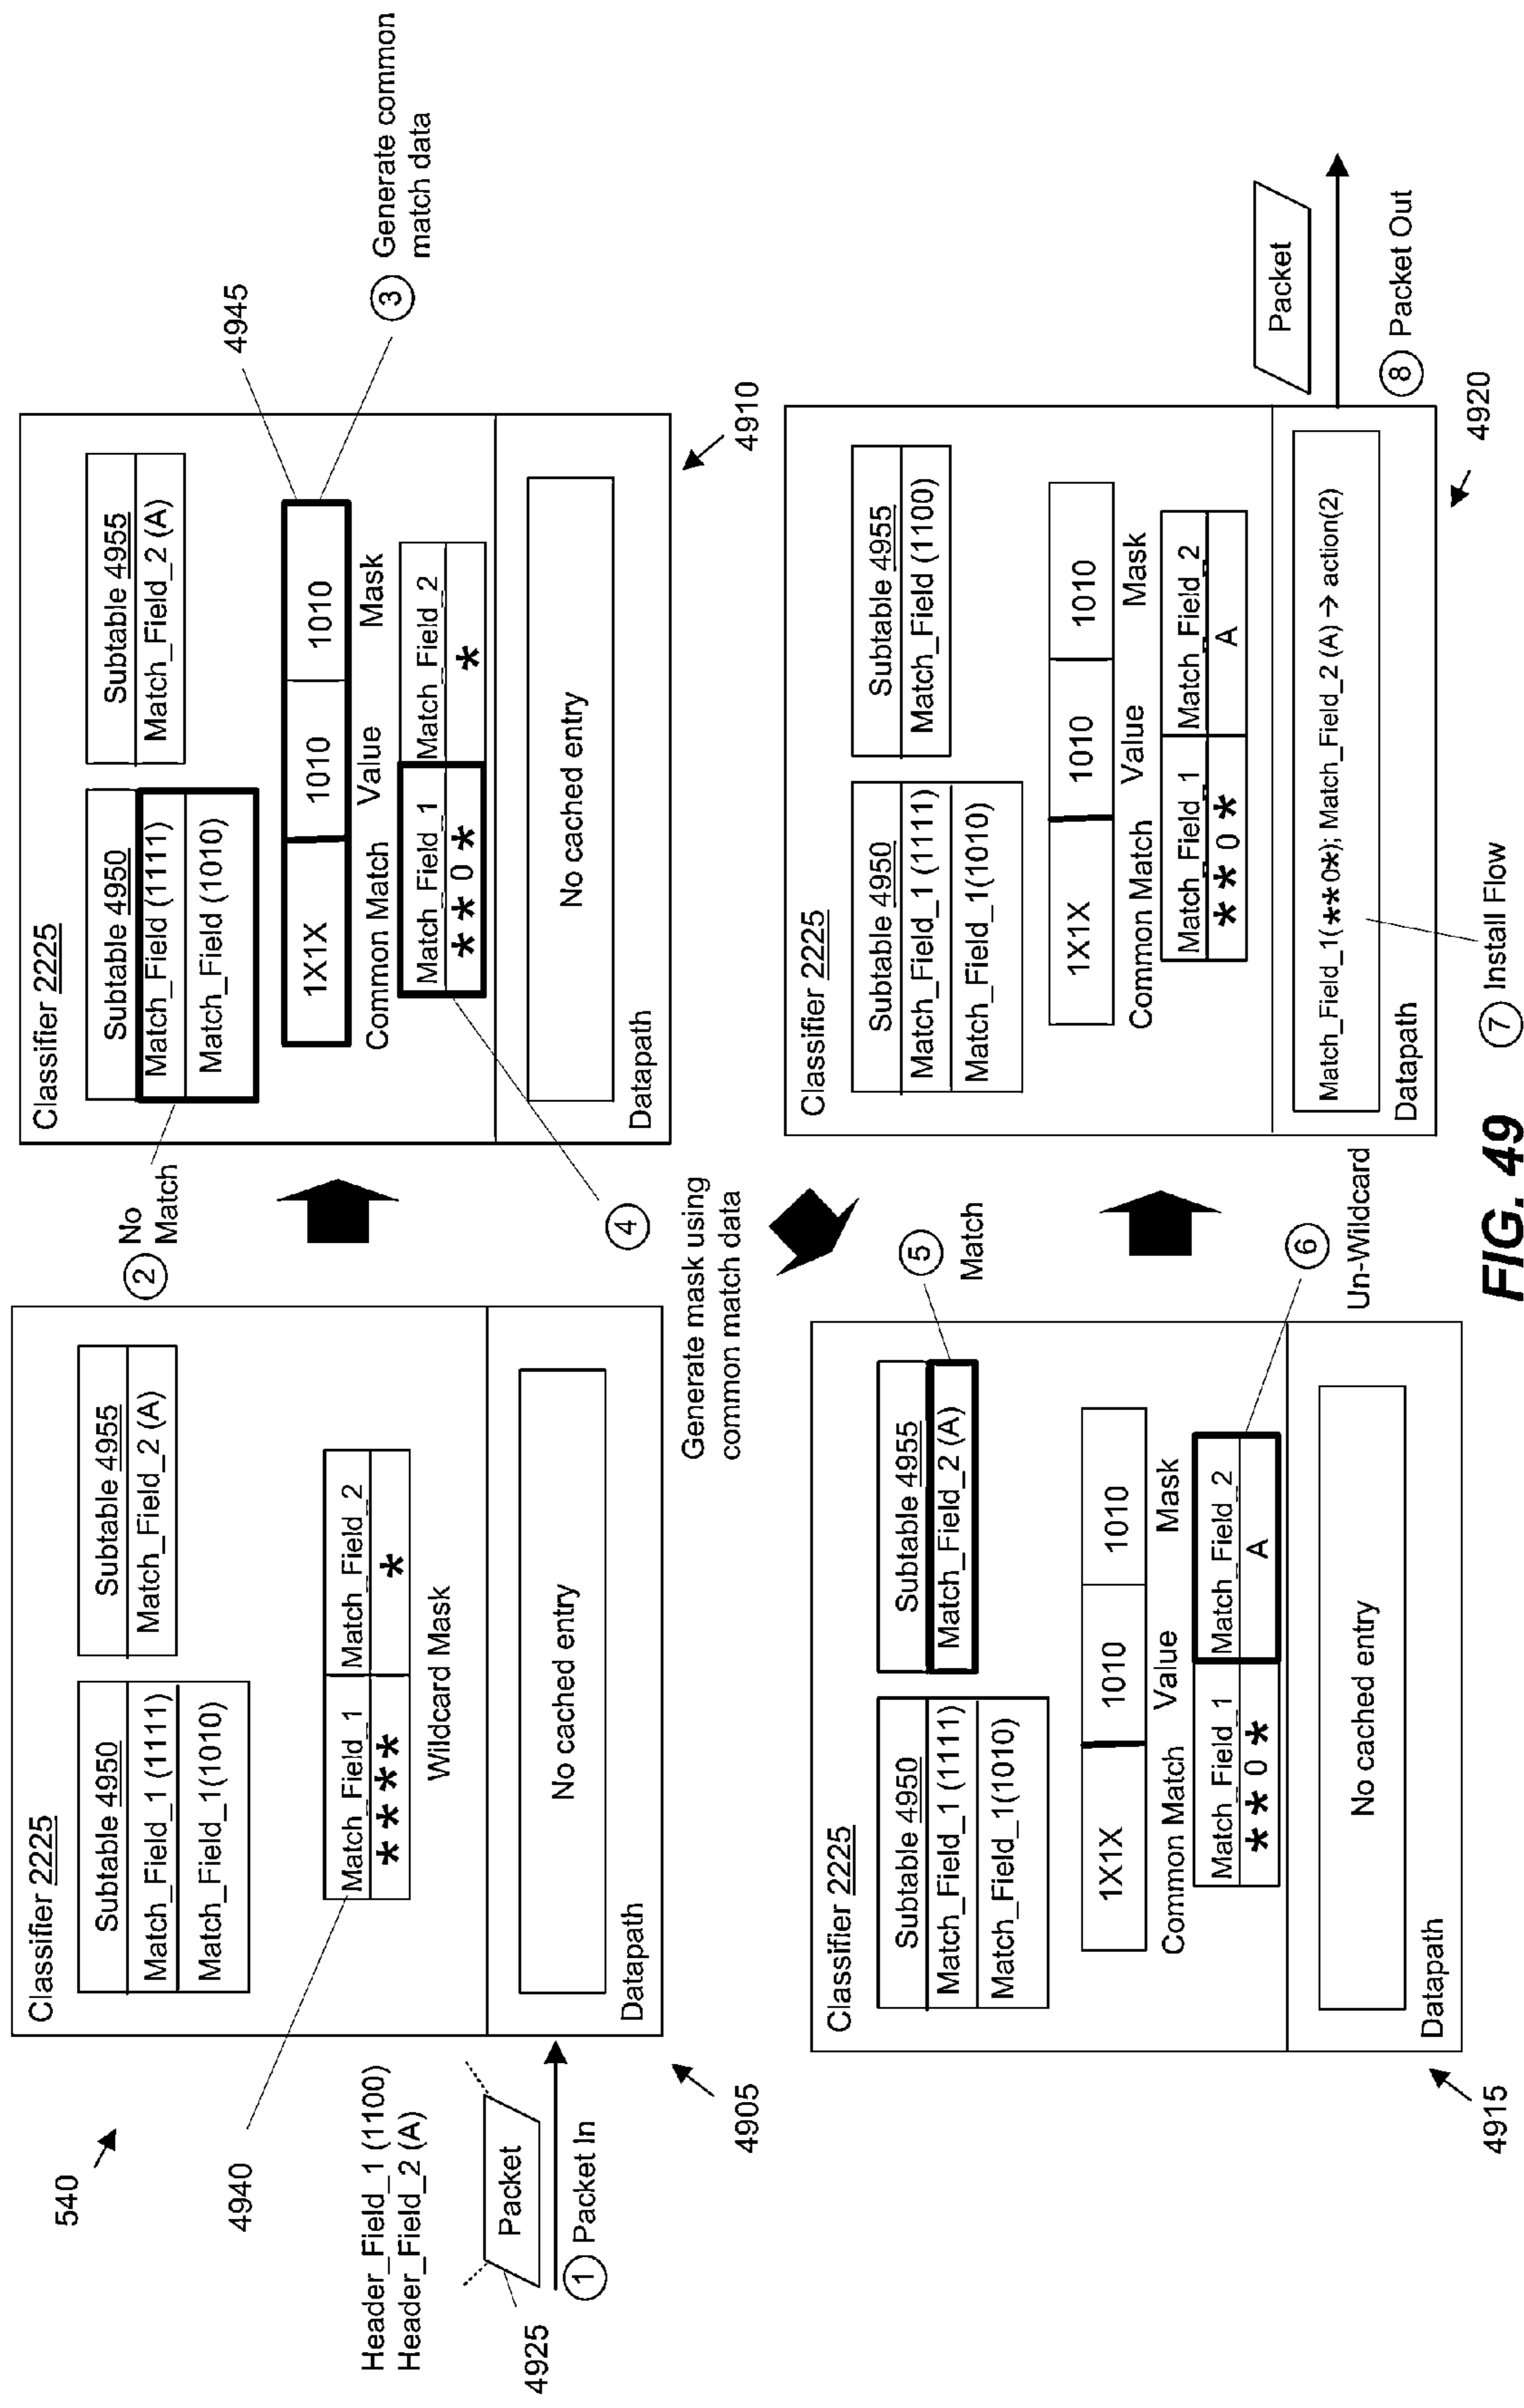 540
Classifier 2225
Subtable 4950
Match_Field_1 (1111)
Match_Field_1(1010)
Subtable 4955
Match_Field_2 (A)
4940
Match_Field_1
Match_Field_2
****
*
Wildcard Mask
No cached entry
Datapath
Header_Field_1 (1100)
Header_Field_2 (A)
Packet
4925
1 Packet In
4905
2 No
Match
Classifier 2225
Subtable 4950
Match_Field (1111)
Match_Field (1010)
Subtable 4955
Match_Field_2 (A)
4945
1X1X
1010
1010
Common Match
Value
Mask
3 Generate common
match data
Match_Field_1
Match_Field_2
**0*
*
No cached entry
Datapath
4910
4
Generate mask using
common match data
Classifier 2225
Subtable 4950
Match_Field_1 (1111)
Match_Field_1(1010)
Subtable 4955
Match_Field_2 (A)
5
Match
1X1X
1010
1010
Common Match
Value
Mask
Match_Field_1
Match_Field_2
**0*
A
6
Un-Wildcard
No cached entry
Datapath
4915
Classifier 2225
Subtable 4950
Match_Field_1 (1111)
Match_Field_1(1010)
Subtable 4955
Match_Field (1100)
1X1X
1010
1010
Common Match
Value
Mask
Match_Field_1
Match_Field_2
**0*
A
Match_Field_1(**0*); Match_Field_2 (A) → action(2)
Datapath
7 Install Flow
Packet
8 Packet Out
4920
FIG. 49